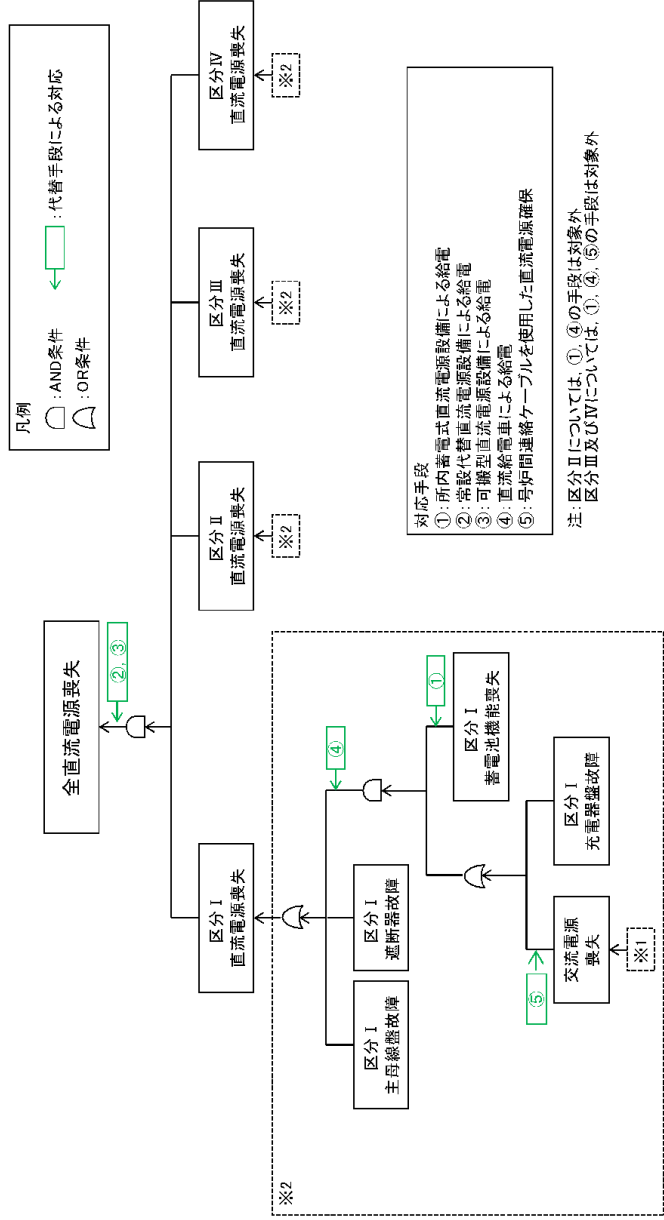 凡例
：AND条件
：OR条件
：代替手段による対応
全直流電源喪失
②, ③
区分Ⅰ
直流電源喪失
区分Ⅱ
直流電源喪失
区分Ⅲ
直流電源喪失
区分Ⅳ
直流電源喪失
※2
※2
※2
※2
区分Ⅰ
主母線盤故障
区分Ⅰ
遮断器故障
④
①
区分Ⅰ
蓄電池機能喪失
⑤
交流電源
喪失
※1
区分Ⅰ
充電器盤故障
対応手段
①：所内蓄電式直流電源設備による給電
②：常設代替直流電源設備による給電
③：可搬型直流電源設備による給電
④：直流給電車による給電
⑤：号炉間連絡ケーブルを使用した直流電源確保
注：区分Ⅱについては、①, ④の手段は対象外
区分Ⅲ及びⅣについては、①, ④, ⑤の手段は対象外